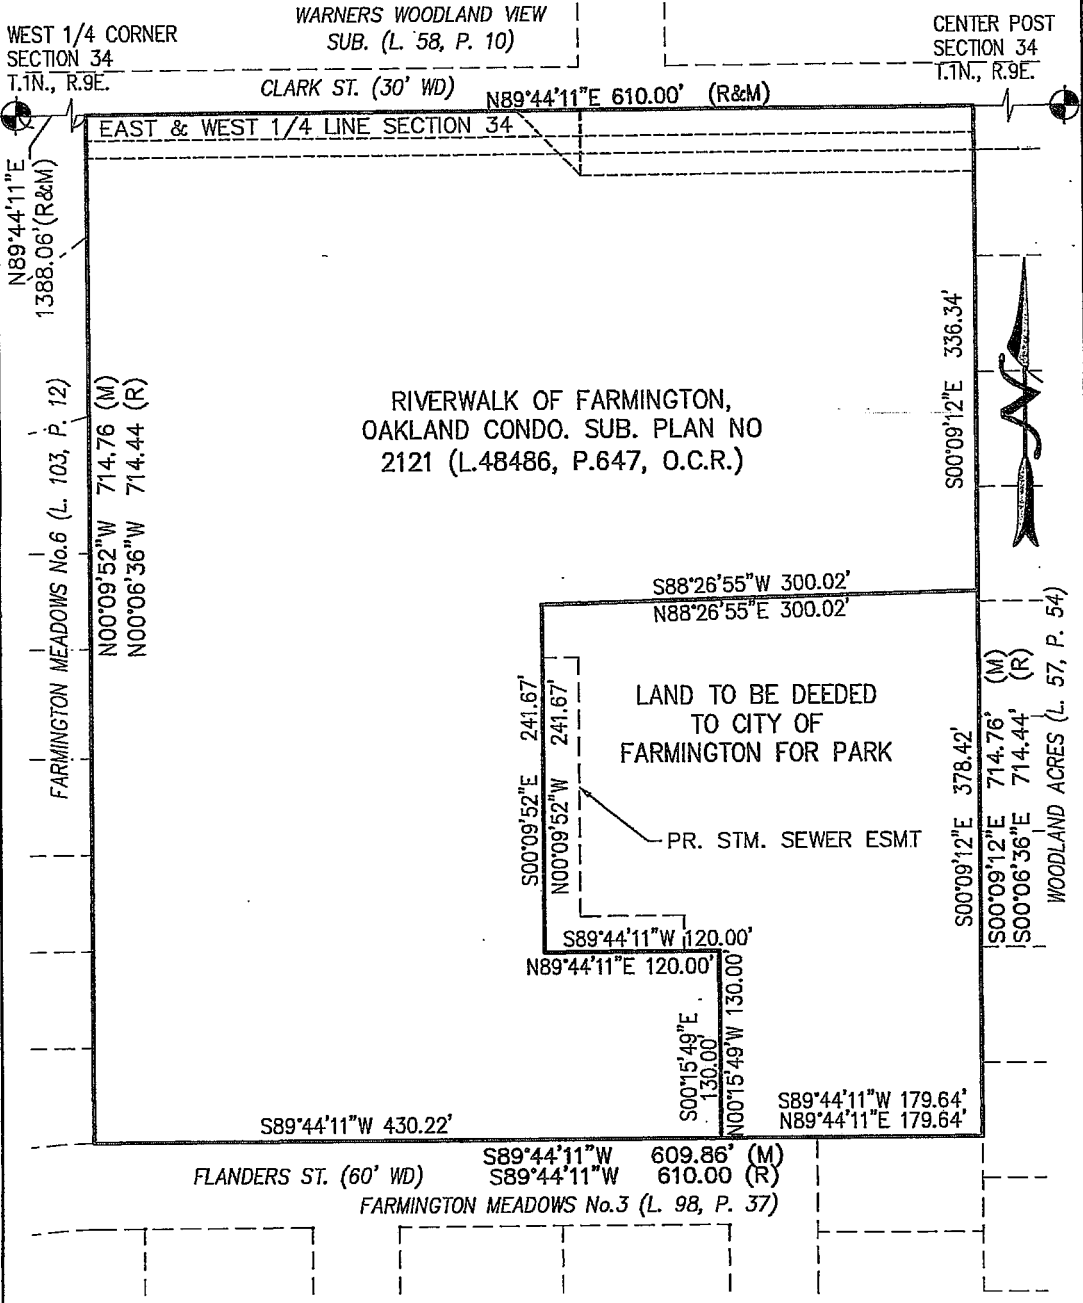 WARNERS WOODLAND VIEW
SUB. (L. 58, P. 10)
WEST 1/4 CORNER
SECTION 34
T.1N., R.9E.
CENTER POST
SECTION 34
T.1N., R.9E.
CLARK ST. (30' WD)
N89°44'11"E 610.00' (R&M)
EAST & WEST 1/4 LINE SECTION 34
N89°44'11"E
1388.06'(R&M)
S00°09'12"E 336.34'
FARMINGTON MEADOWS No.6 (L. 103, P. 12)
N00°09'52"W 714.76 (M)
N00°06'36"W 714.44 (R)
RIVERWALK OF FARMINGTON,
OAKLAND CONDO. SUB. PLAN NO
2121 (L.48486, P.647, O.C.R.)
N
S88°26'55"W 300.02'
N88°26'55"E 300.02'
S00°09'52"E 241.67'
N00°09'52"W 241.67'
LAND TO BE DEEDED
TO CITY OF
FARMINGTON FOR PARK
PR. STM. SEWER ESMT
S00°09'12"E 378.42'
S00°09'12"E 714.76' (M)
S00°06'36"E 714.44' (R)
WOODLAND ACRES (L. 57, P. 54)
S89°44'11"W 120.00'
N89°44'11"E 120.00'
S00°15'49"E
130.00'
N00°15'49"W 130.00'
S89°44'11"W 179.64'
N89°44'11"E 179.64'
S89°44'11"W 430.22'
S89°44'11"W 609.86' (M)
FLANDERS ST. (60' WD) S89°44'11"W 610.00 (R)
FARMINGTON MEADOWS No.3 (L. 98, P. 37)